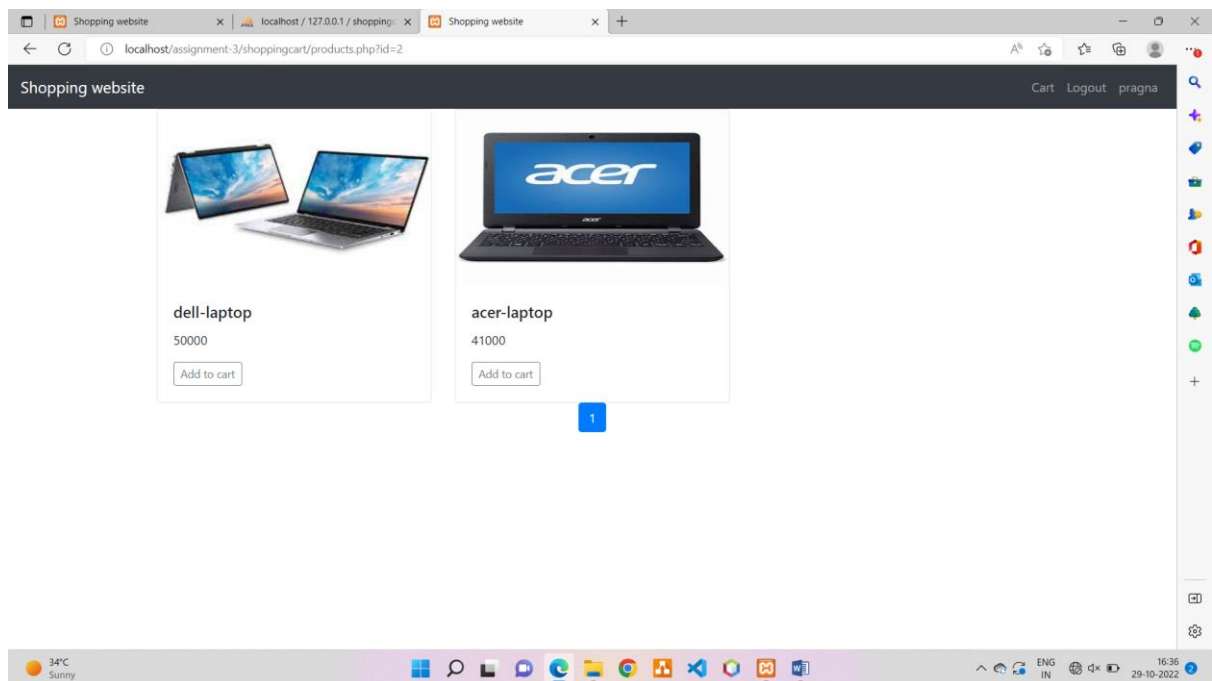 Shopping website
localhost / 127.0.0.1 / shopping
Shopping website
localhost/assignment-3/shoppingcart/products.php?id=2
Shopping website
Cart Logout pragna
acer
acer
dell-laptop
50000
Add to cart
acer-laptop
41000
Add to cart
1
34°C
Sunny
ENG
IN
16:36
29-10-2022
2